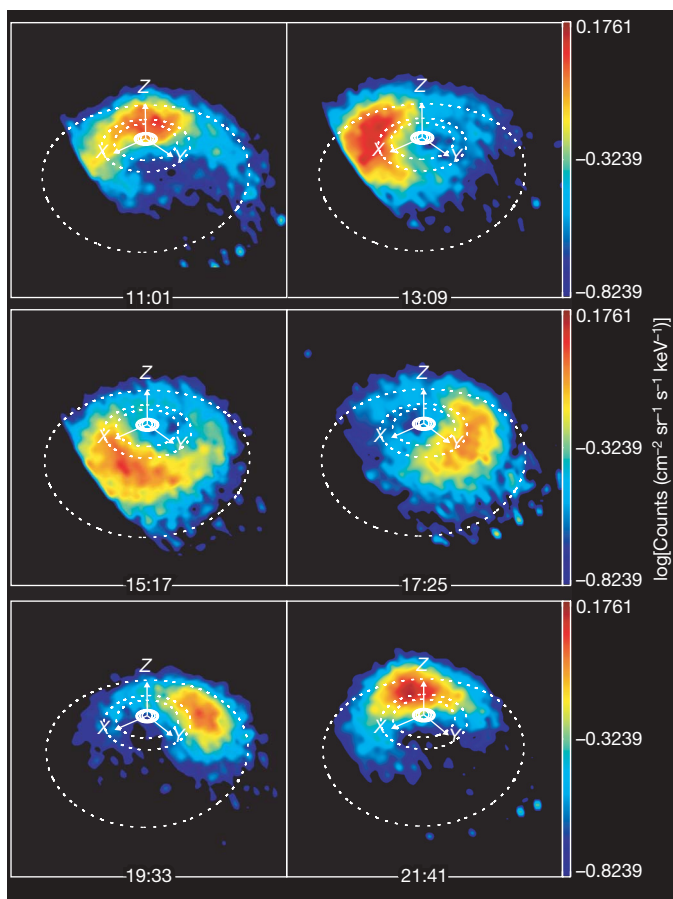 Z
X
Y
11:01
Z
X
Y
13:09
0.1761
−0.3239
−0.8239
Z
X
Y
15:17
Z
X
Y
17:25
0.1761
−0.3239
−0.8239
Z
X
Y
19:33
Z
X
Y
21:41
0.1761
−0.3239
−0.8239
log[Counts (cm⁻² sr⁻¹ s⁻¹ keV⁻¹)]